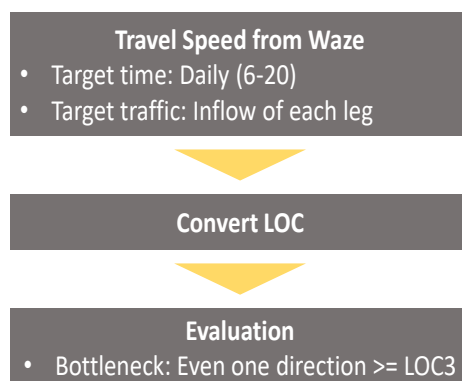 Travel Speed from Waze
• Target time: Daily (6-20)
• Target traffic: Inflow of each leg
Convert LOC
Evaluation
• Bottleneck: Even one direction >= LOC3